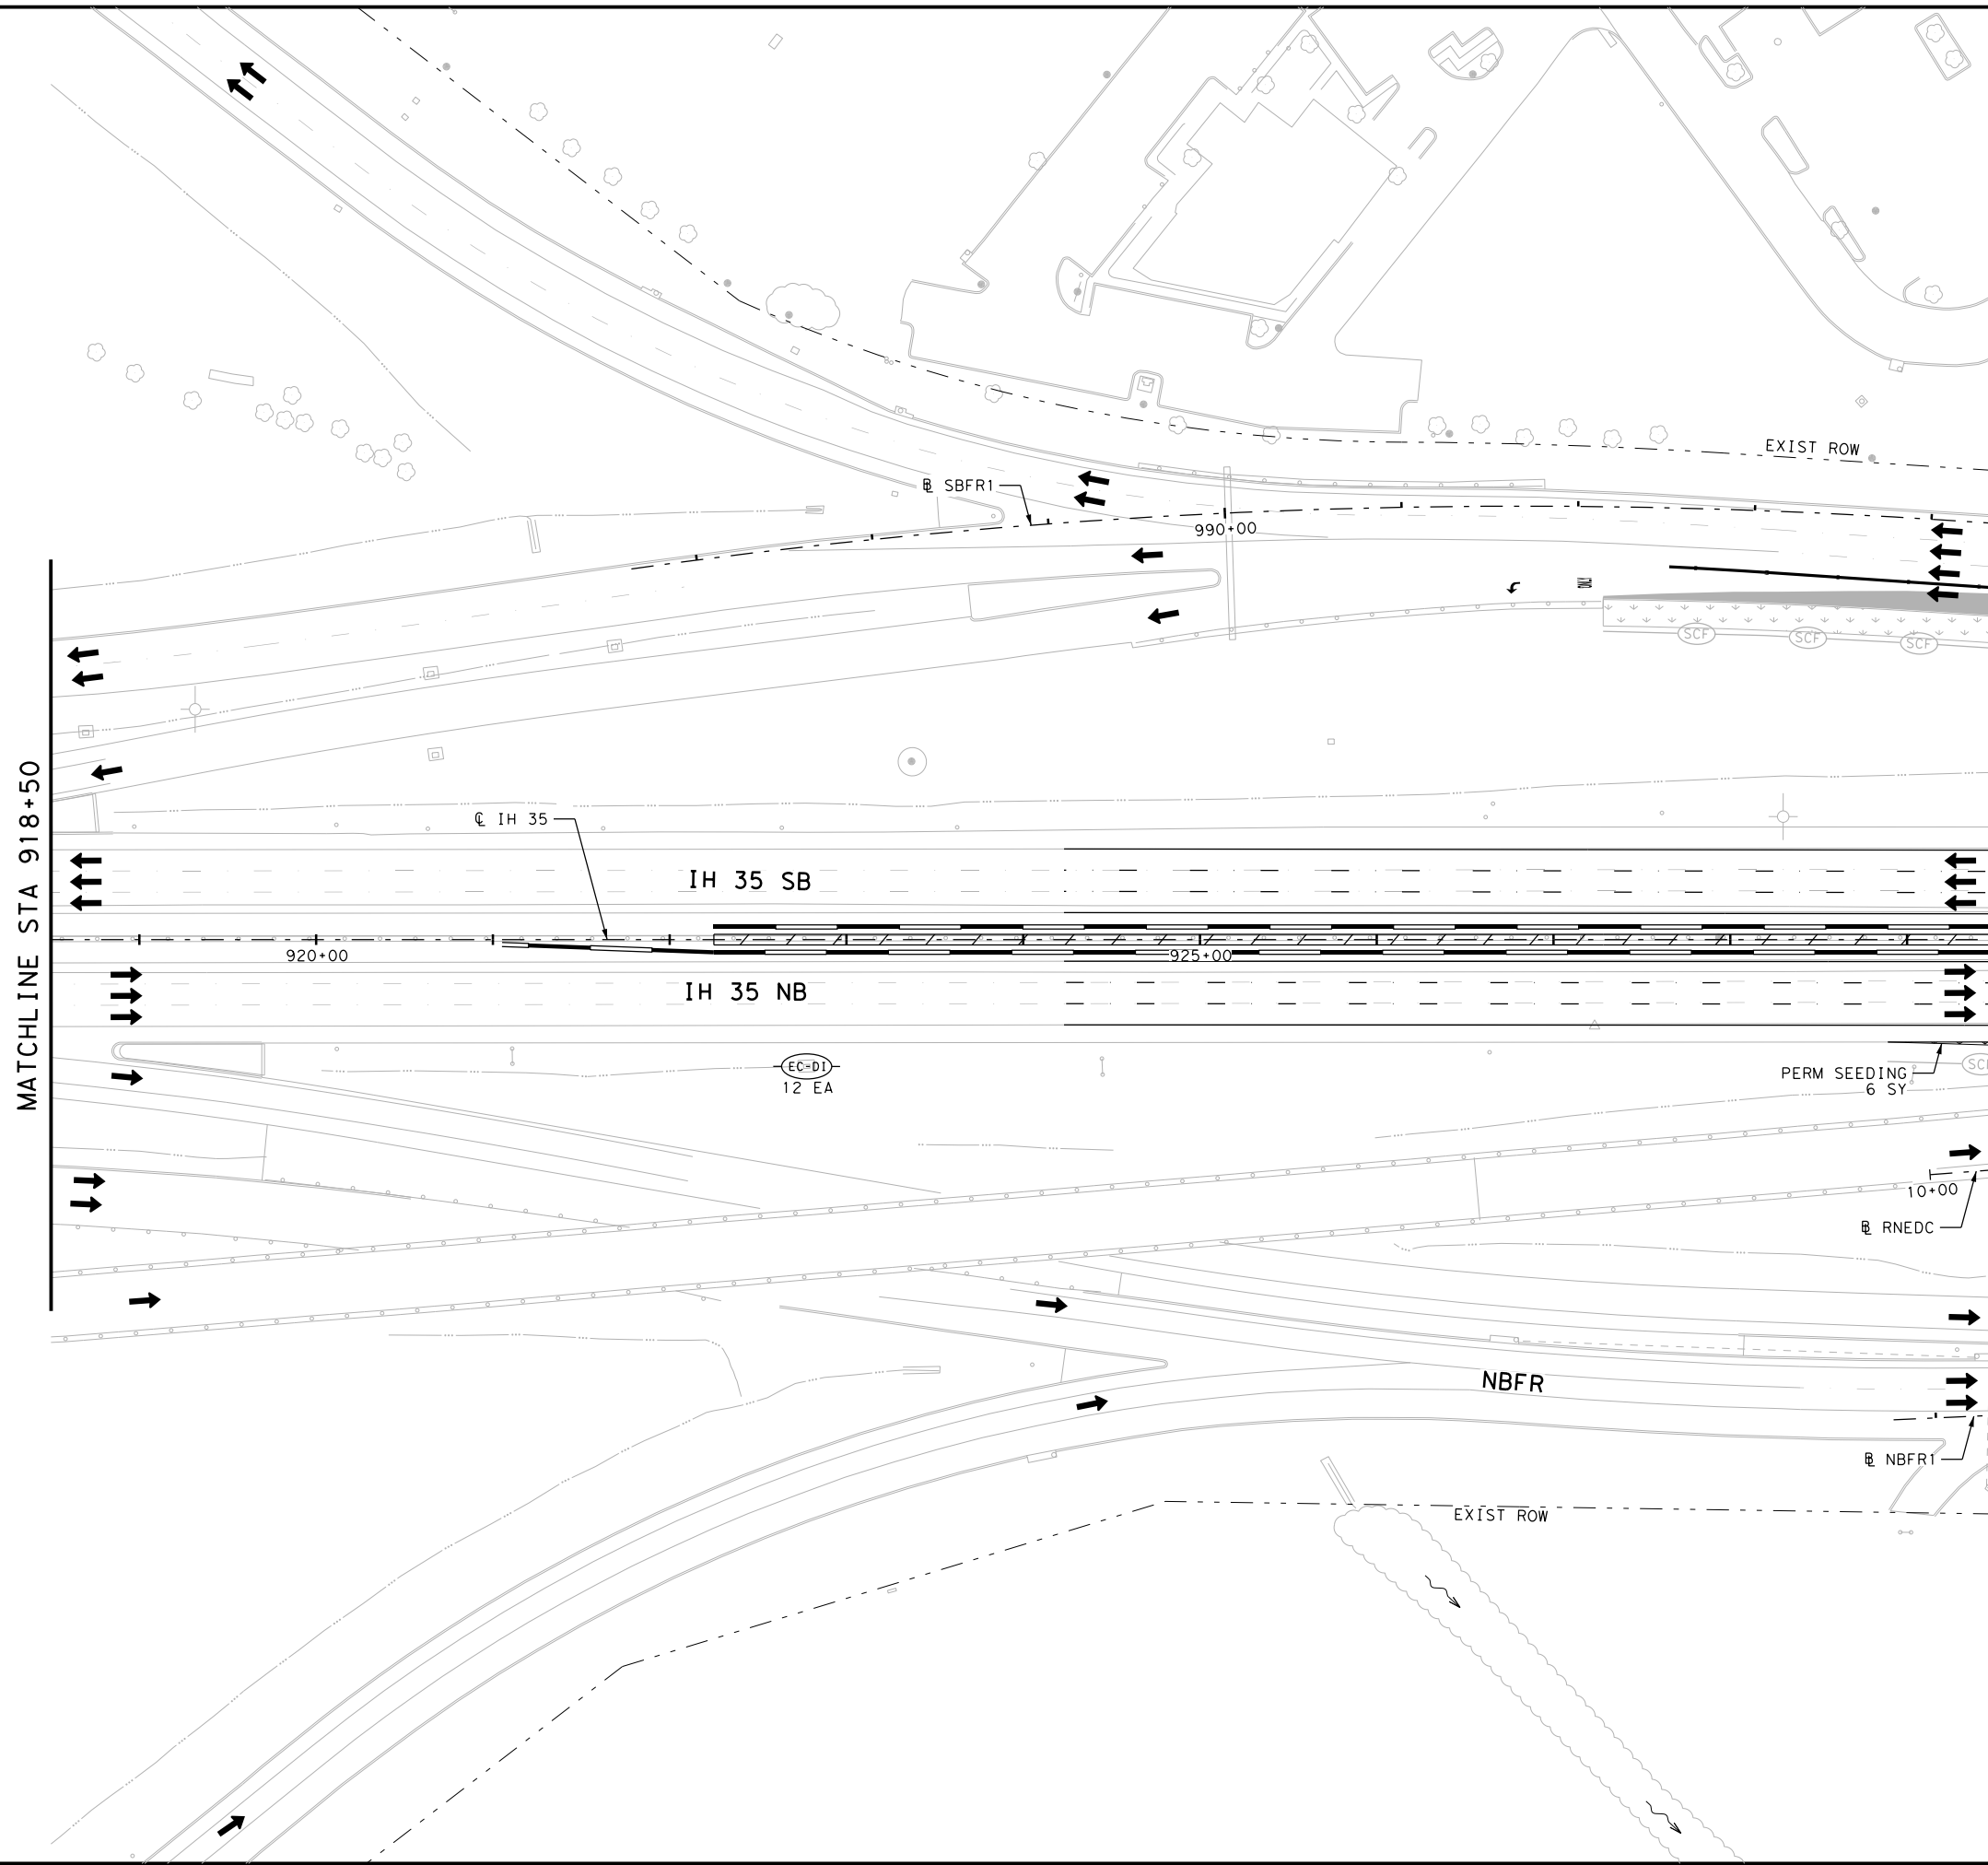 EXIST ROW
℄ SBFR1
990+00
SCF
SCF
SCF
MATCHLINE STA 918+50
℄ IH 35
IH 35 SB
920+00
925+00
IH 35 NB
EC-DI
12 EA
PERM SEEDING
6 SY
10+00
RNEDC
NBFR
NBFR1
EXIST ROW